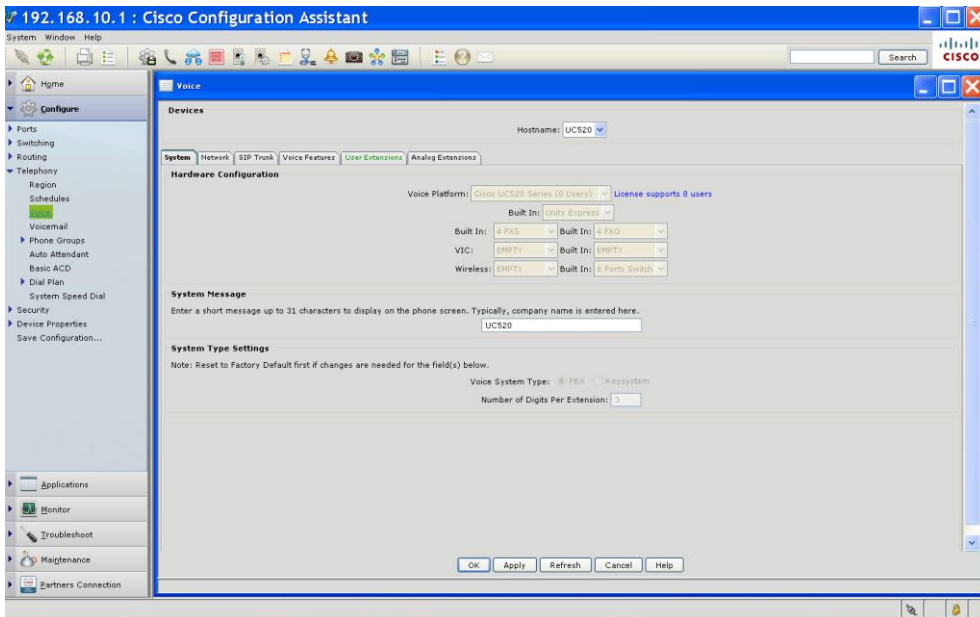 192.168.10.1 : Cisco Configuration Assistant
System Window Help
Search
CISCO
Home
Configure
Ports
Switching
Routing
Telephony
Region
Schedules
Voice
Voicemail
Phone Groups
Auto Attendant
Basic ACD
Dial Plan
System Speed Dial
Security
Device Properties
Save Configuration...
Applications
Monitor
Troubleshoot
Maintenance
Partners Connection
Voice
Devices
Hostname: UC520
System Network SIP Trunk Voice Features User Extensions Analog Extensions
Hardware Configuration
Voice Platform: Cisco UC520 Series (8 Users) License supports 8 users
Built In: Unity Express
Built In: 4 FXS Built In: 4 FXO
VIC: EMPTY Built In: EMPTY
Wireless: EMPTY Built In: 8 Ports Switch
System Message
Enter a short message up to 31 characters to display on the phone screen. Typically, company name is entered here.
UC520
System Type Settings
Note: Reset to Factory Default first if changes are needed for the field(s) below.
Voice System Type: PBX Keysystem
Number of Digits Per Extension: 3
OK Apply Refresh Cancel Help